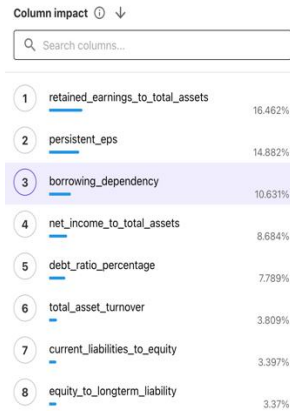 Column impact ⓘ ↓
Search columns...
1 retained_earnings_to_total_assets
16.462%
2 persistent_eps
14.882%
3 borrowing_dependency
10.631%
4 net_income_to_total_assets
8.684%
5 debt_ratio_percentage
7.789%
6 total_asset_turnover
3.809%
7 current_liabilities_to_equity
3.397%
8 equity_to_longterm_liability
3.37%